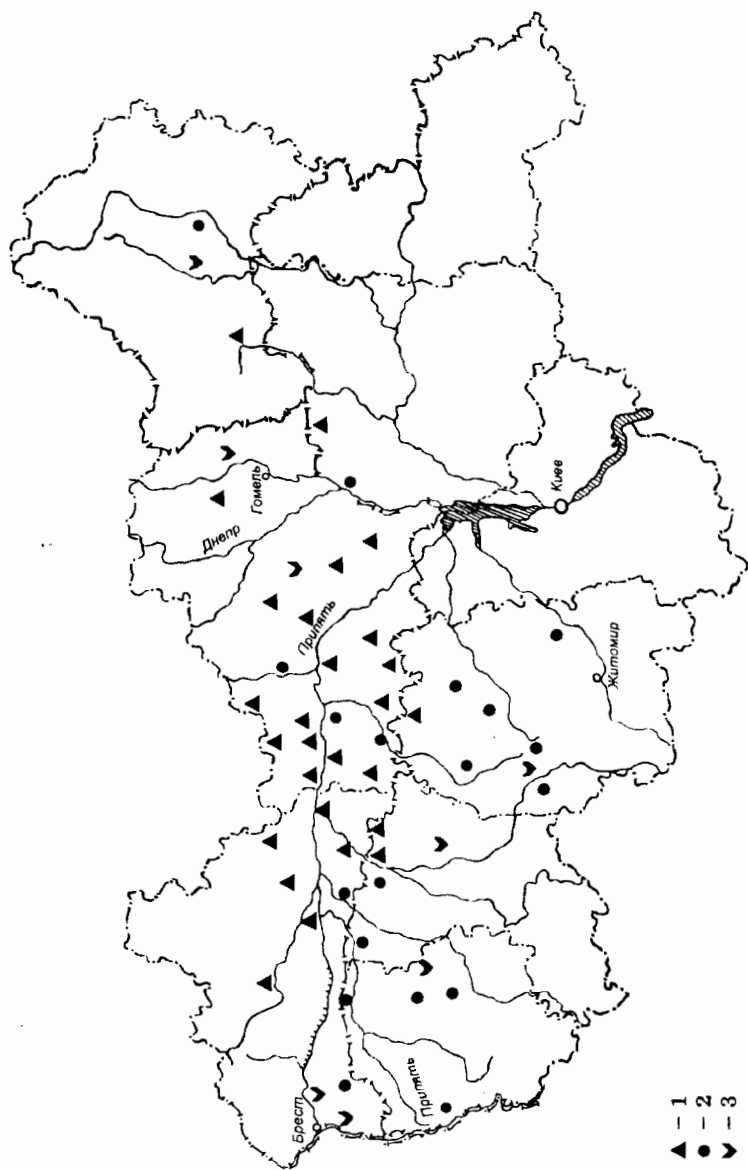 Брест
Припять
Припять
Днепр
Гомель
Житомир
Киев
▲ – 1
● – 2
– 3